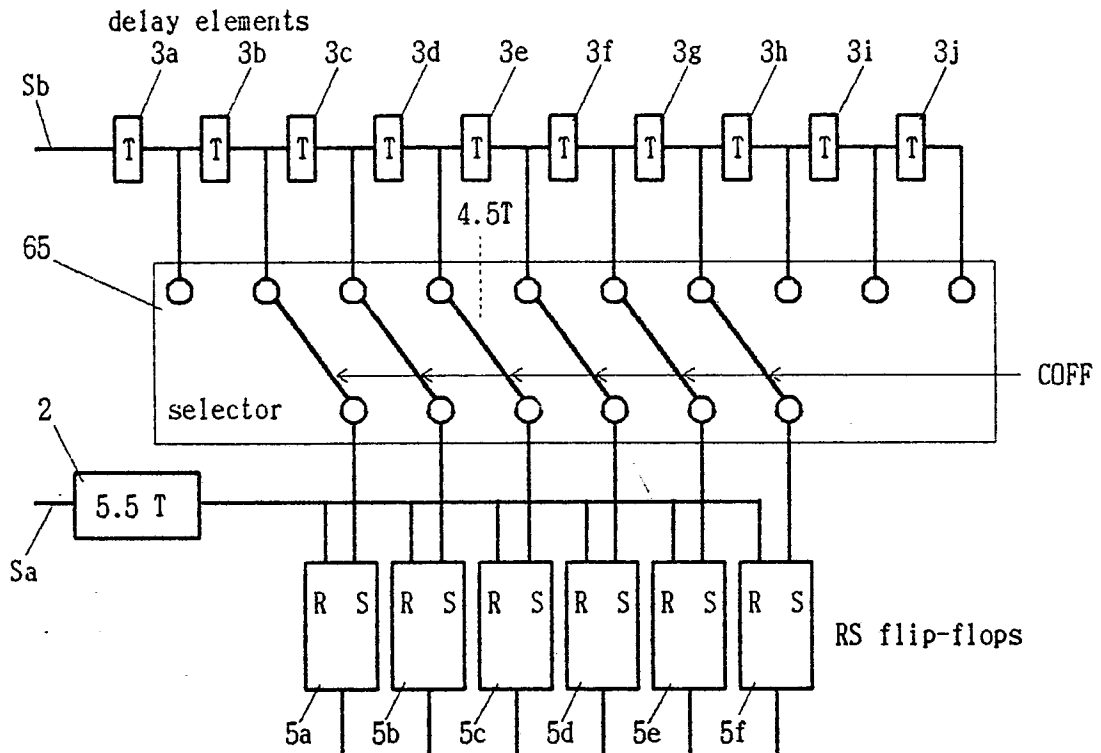 delay elements
3a 3b 3c 3d 3e 3f 3g 3h 3i 3j
Sb
T T T T T T T T T T
4.5T
65
COFF
selector
2
5.5 T
Sa
R S R S R S R S R S R S
RS flip-flops
5a 5b 5c 5d 5e 5f